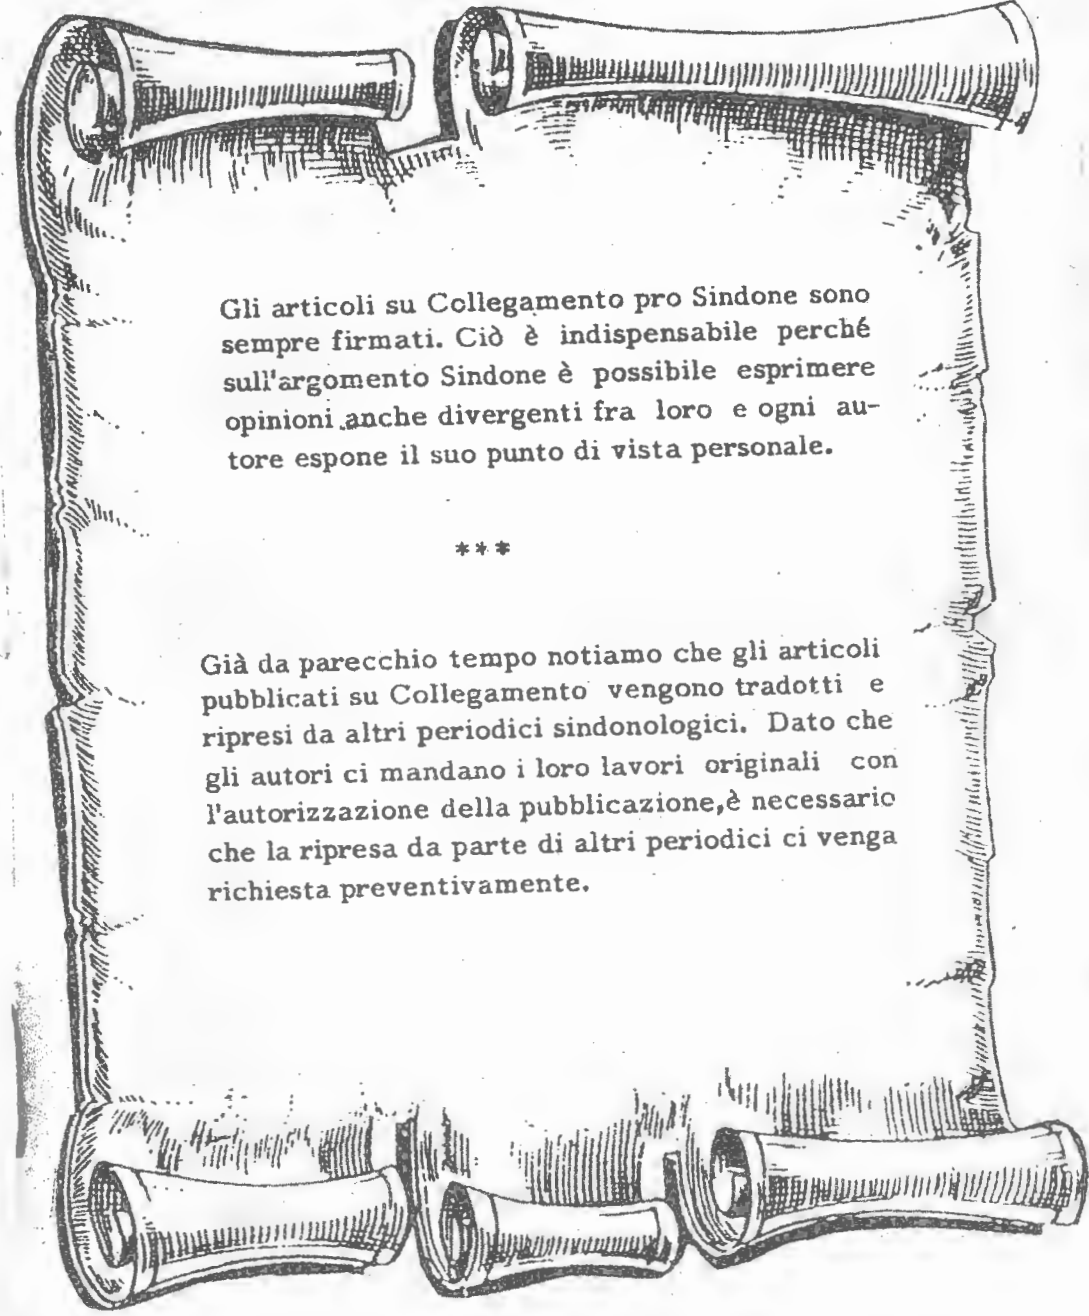 Gli articoli su Collegamento pro Sindone sono
sempre firmati. Ciò è indispensabile perché
sull'argomento Sindone è possibile esprimere
opinioni anche divergenti fra loro e ogni au-
tore espone il suo punto di vista personale.
***
Già da parecchio tempo notiamo che gli articoli
pubblicati su Collegamento vengono tradotti e
ripresi da altri periodici sindonologici. Dato che
gli autori ci mandano i loro lavori originali con
l'autorizzazione della pubblicazione,è necessario
che la ripresa da parte di altri periodici ci venga
richiesta preventivamente.